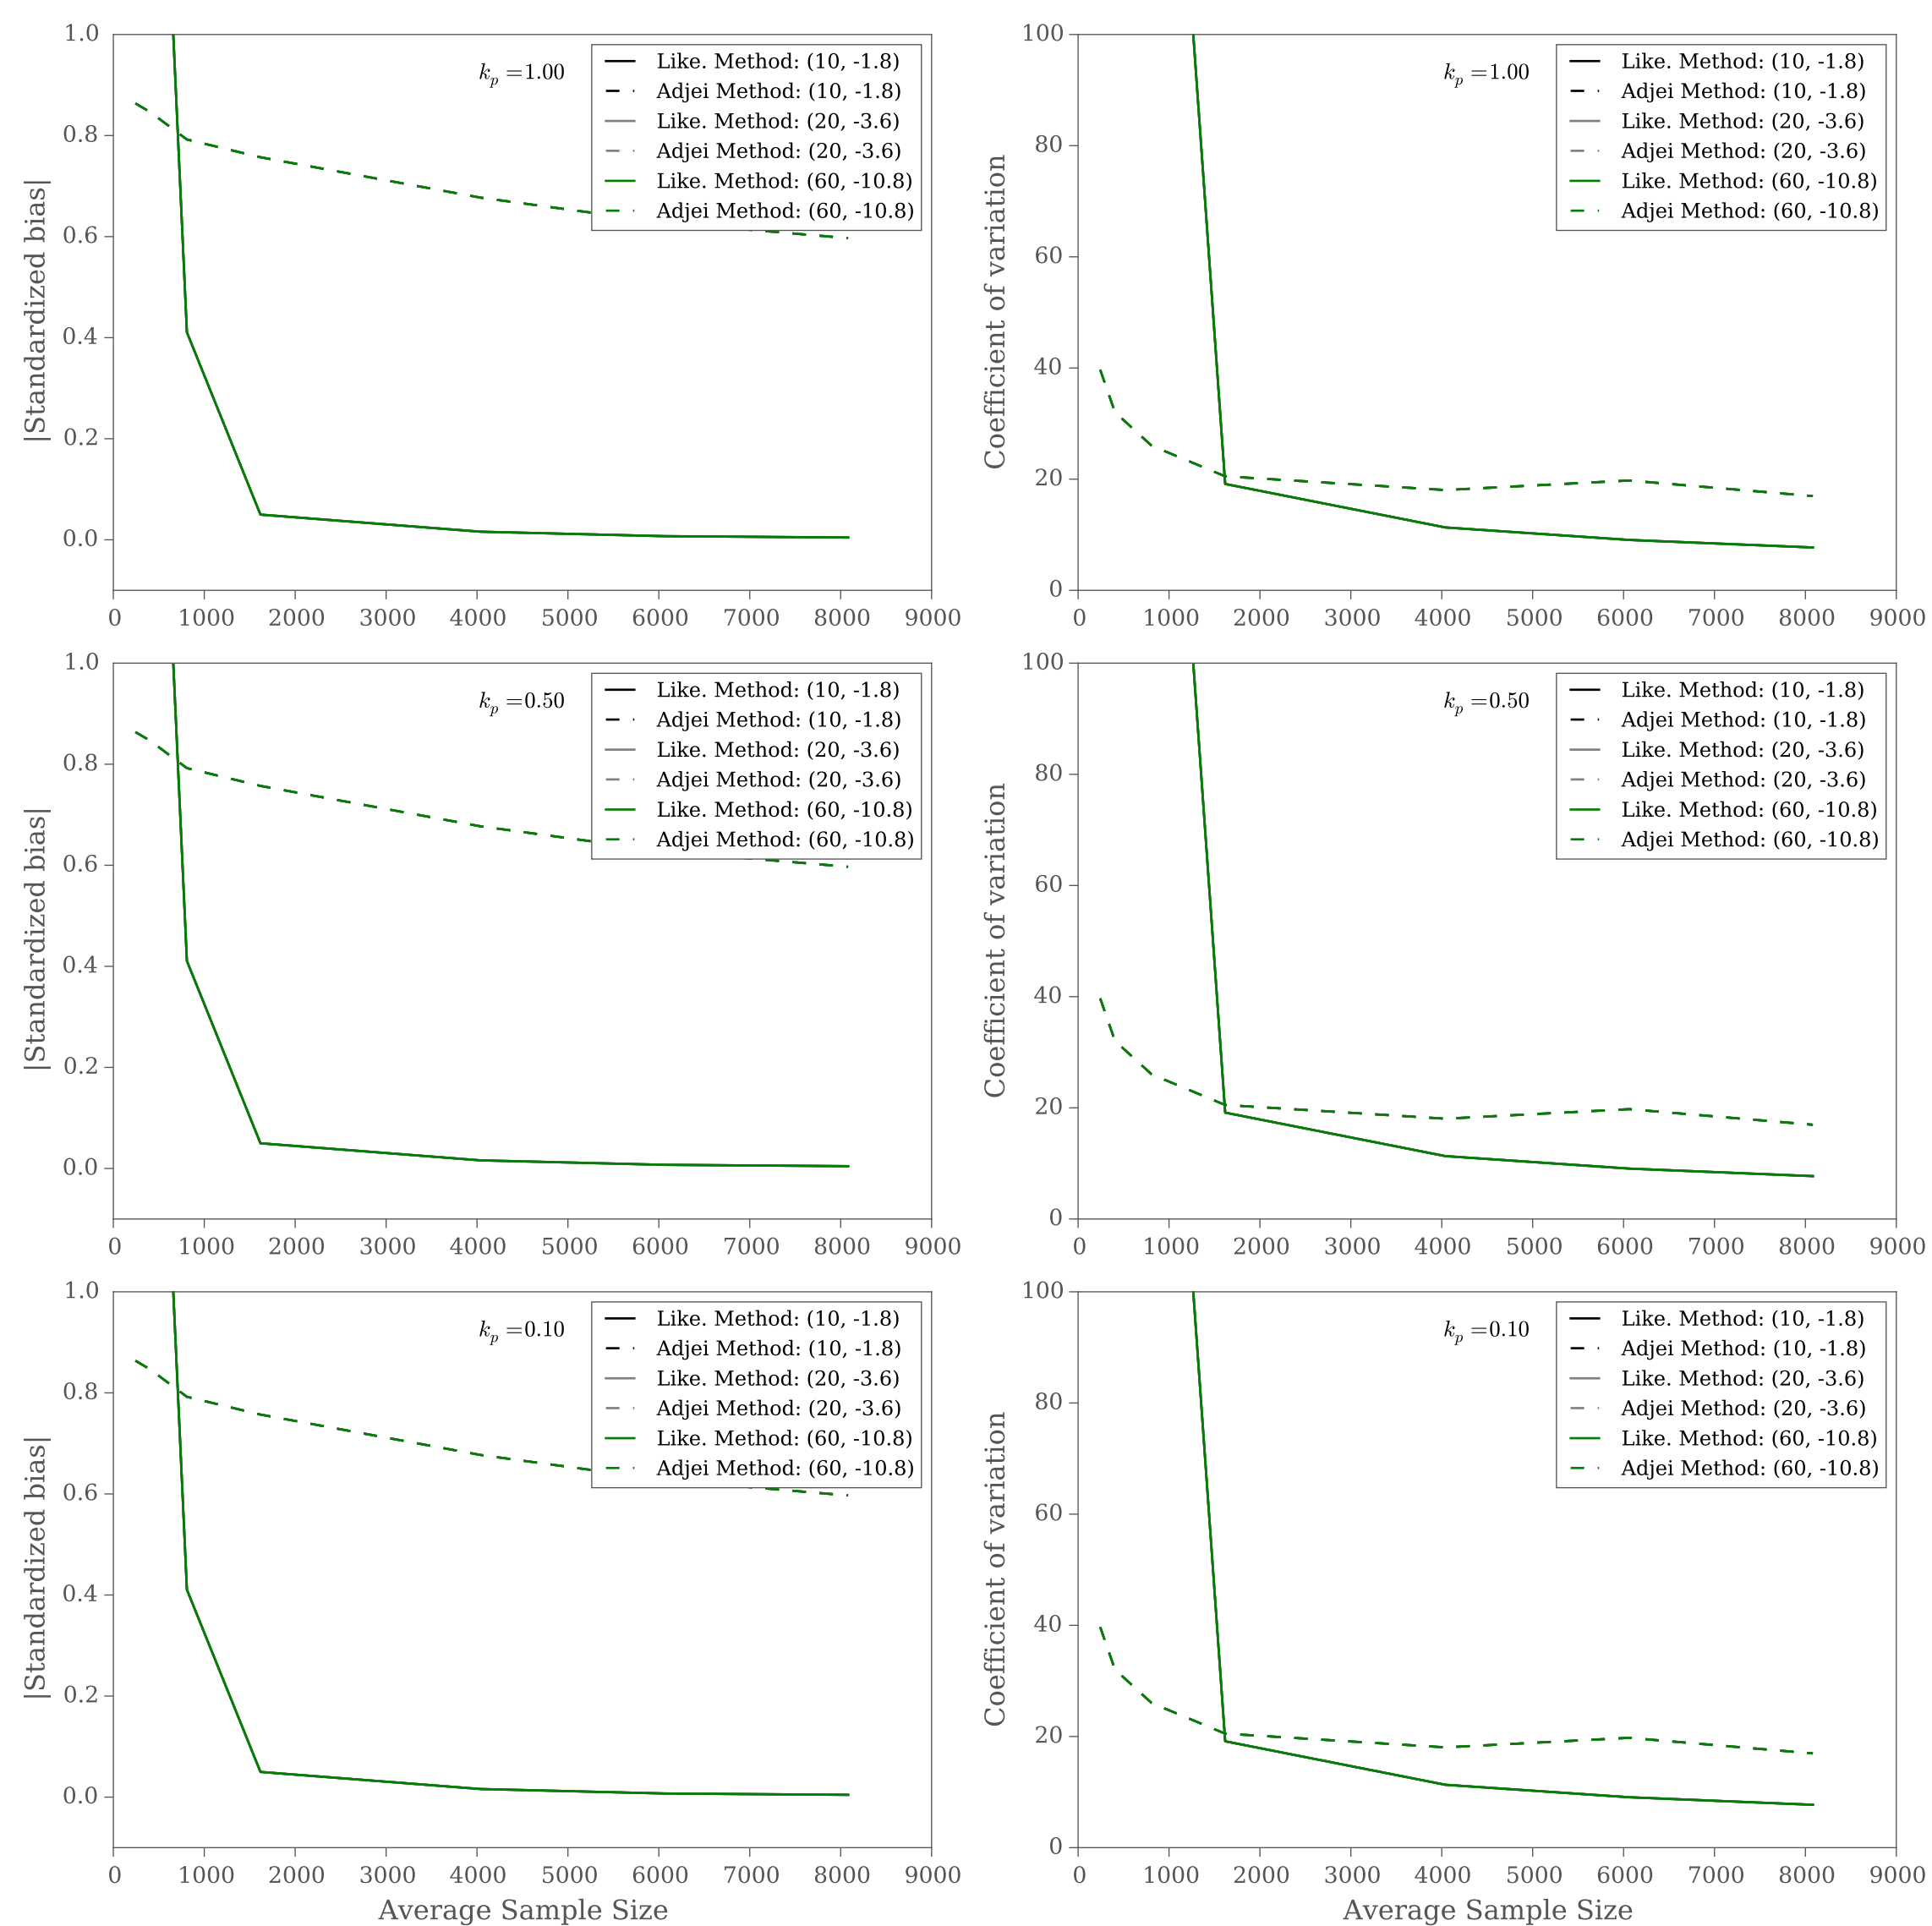 |Standardized bias|
1.0
0.8
0.6
0.4
0.2
0.0
k_p =1.00
Like. Method: (10, -1.8)
Adjei Method: (10, -1.8)
Like. Method: (20, -3.6)
Adjei Method: (20, -3.6)
Like. Method: (60, -10.8)
Adjei Method: (60, -10.8)
0 1000 2000 3000 4000 5000 6000 7000 8000 9000
Coefficient of variation
100
80
60
40
20
0
k_p =1.00
Like. Method: (10, -1.8)
Adjei Method: (10, -1.8)
Like. Method: (20, -3.6)
Adjei Method: (20, -3.6)
Like. Method: (60, -10.8)
Adjei Method: (60, -10.8)
0 1000 2000 3000 4000 5000 6000 7000 8000 9000
|Standardized bias|
1.0
0.8
0.6
0.4
0.2
0.0
k_p =0.50
Like. Method: (10, -1.8)
Adjei Method: (10, -1.8)
Like. Method: (20, -3.6)
Adjei Method: (20, -3.6)
Like. Method: (60, -10.8)
Adjei Method: (60, -10.8)
0 1000 2000 3000 4000 5000 6000 7000 8000 9000
Coefficient of variation
100
80
60
40
20
0
k_p =0.50
Like. Method: (10, -1.8)
Adjei Method: (10, -1.8)
Like. Method: (20, -3.6)
Adjei Method: (20, -3.6)
Like. Method: (60, -10.8)
Adjei Method: (60, -10.8)
0 1000 2000 3000 4000 5000 6000 7000 8000 9000
|Standardized bias|
1.0
0.8
0.6
0.4
0.2
0.0
k_p =0.10
Like. Method: (10, -1.8)
Adjei Method: (10, -1.8)
Like. Method: (20, -3.6)
Adjei Method: (20, -3.6)
Like. Method: (60, -10.8)
Adjei Method: (60, -10.8)
0 1000 2000 3000 4000 5000 6000 7000 8000 9000
Average Sample Size
Coefficient of variation
100
80
60
40
20
0
k_p =0.10
Like. Method: (10, -1.8)
Adjei Method: (10, -1.8)
Like. Method: (20, -3.6)
Adjei Method: (20, -3.6)
Like. Method: (60, -10.8)
Adjei Method: (60, -10.8)
0 1000 2000 3000 4000 5000 6000 7000 8000 9000
Average Sample Size